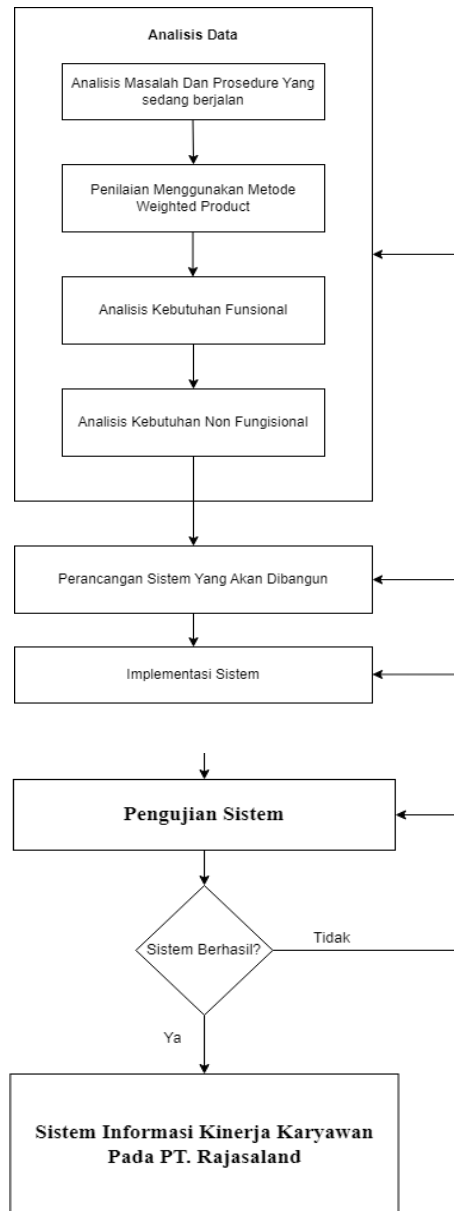 Analisis Data
Analisis Masalah Dan Prosedure Yang
sedang berjalan
Penilaian Menggunakan Metode
Weighted Product
Analisis Kebutuhan Funsional
Analisis Kebutuhan Non Fungisional
Perancangan Sistem Yang Akan Dibangun
Implementasi Sistem
Pengujian Sistem
Sistem Berhasil?
Tidak
Ya
Sistem Informasi Kinerja Karyawan
Pada PT. Rajasaland